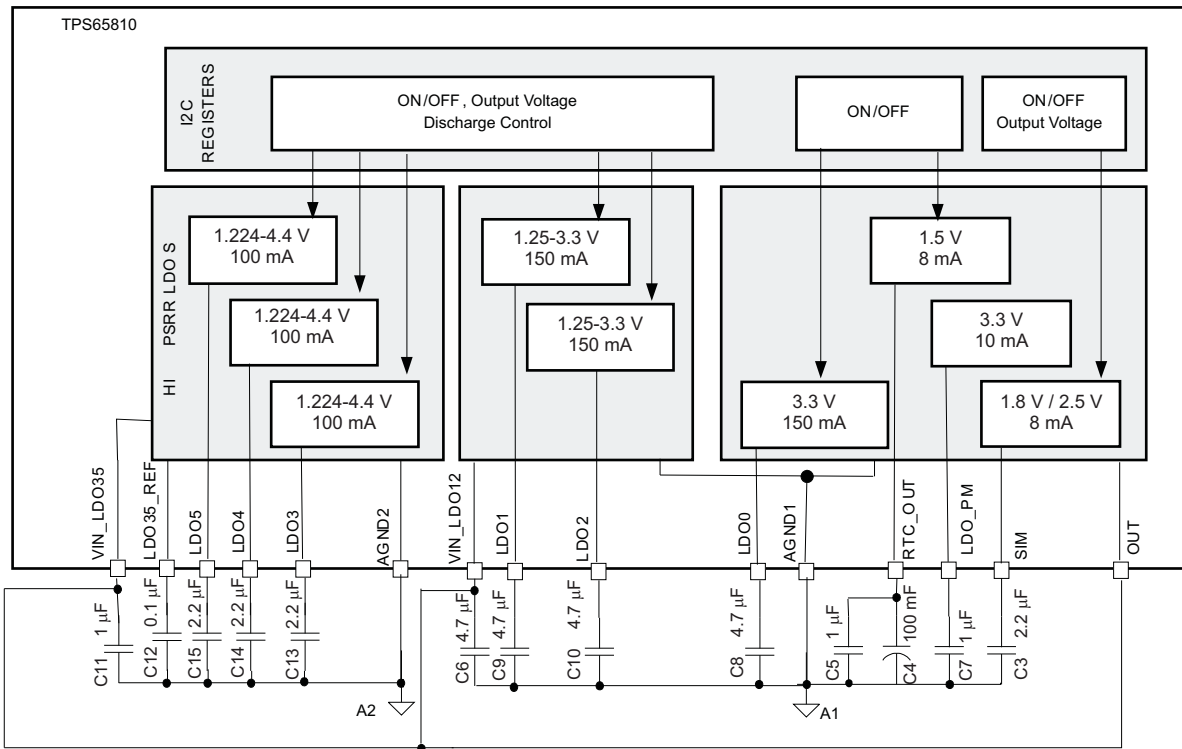 TPS65810
I2C
REGISTERS
ON/OFF , Output Voltage
Discharge Control
ON/OFF
ON/OFF
Output Voltage
HI PSRR LDO S
1.224-4.4 V
100 mA
1.224-4.4 V
100 mA
1.224-4.4 V
100 mA
1.25-3.3 V
150 mA
1.25-3.3 V
150 mA
1.5 V
8 mA
3.3 V
10 mA
3.3 V
150 mA
1.8 V / 2.5 V
8 mA
VIN_LDO35
LDO35_REF
LDO5
LDO4
LDO3
AGND2
VIN_LDO12
LDO1
LDO2
LDO0
AGND1
RTC_OUT
LDO_PM
SIM
OUT
C11 1 μF
C12 0.1 μF
C15 2.2 μF
C14 2.2 μF
C13 2.2 μF
C6 4.7 μF
C9 4.7 μF
C10 4.7 μF
C8 4.7 μF
C5 1 μF
C4 100 mF
C7 1 μF
C3 2.2 μF
A2
A1